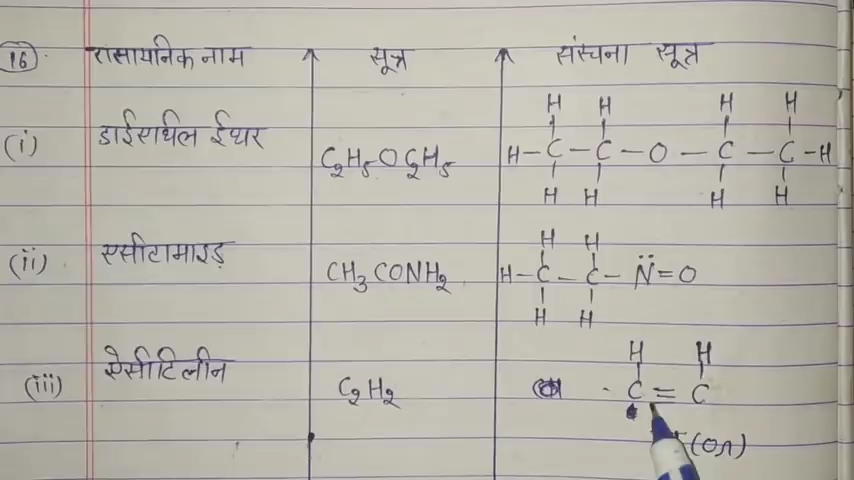 16 रासायनिक नाम सूत्र संरचना सूत्र
H H H H
(i) डाईएथिल ईथर C₂H₅OC₂H₅ H-C-C-O-C-C-H
H H H H
H H
(ii) एसीटामाइड़ CH₃CONH₂ H-C-C-N̈=O
H H
H H
(iii) ऐसीटिलीन C₂H₂ C=C
(or)